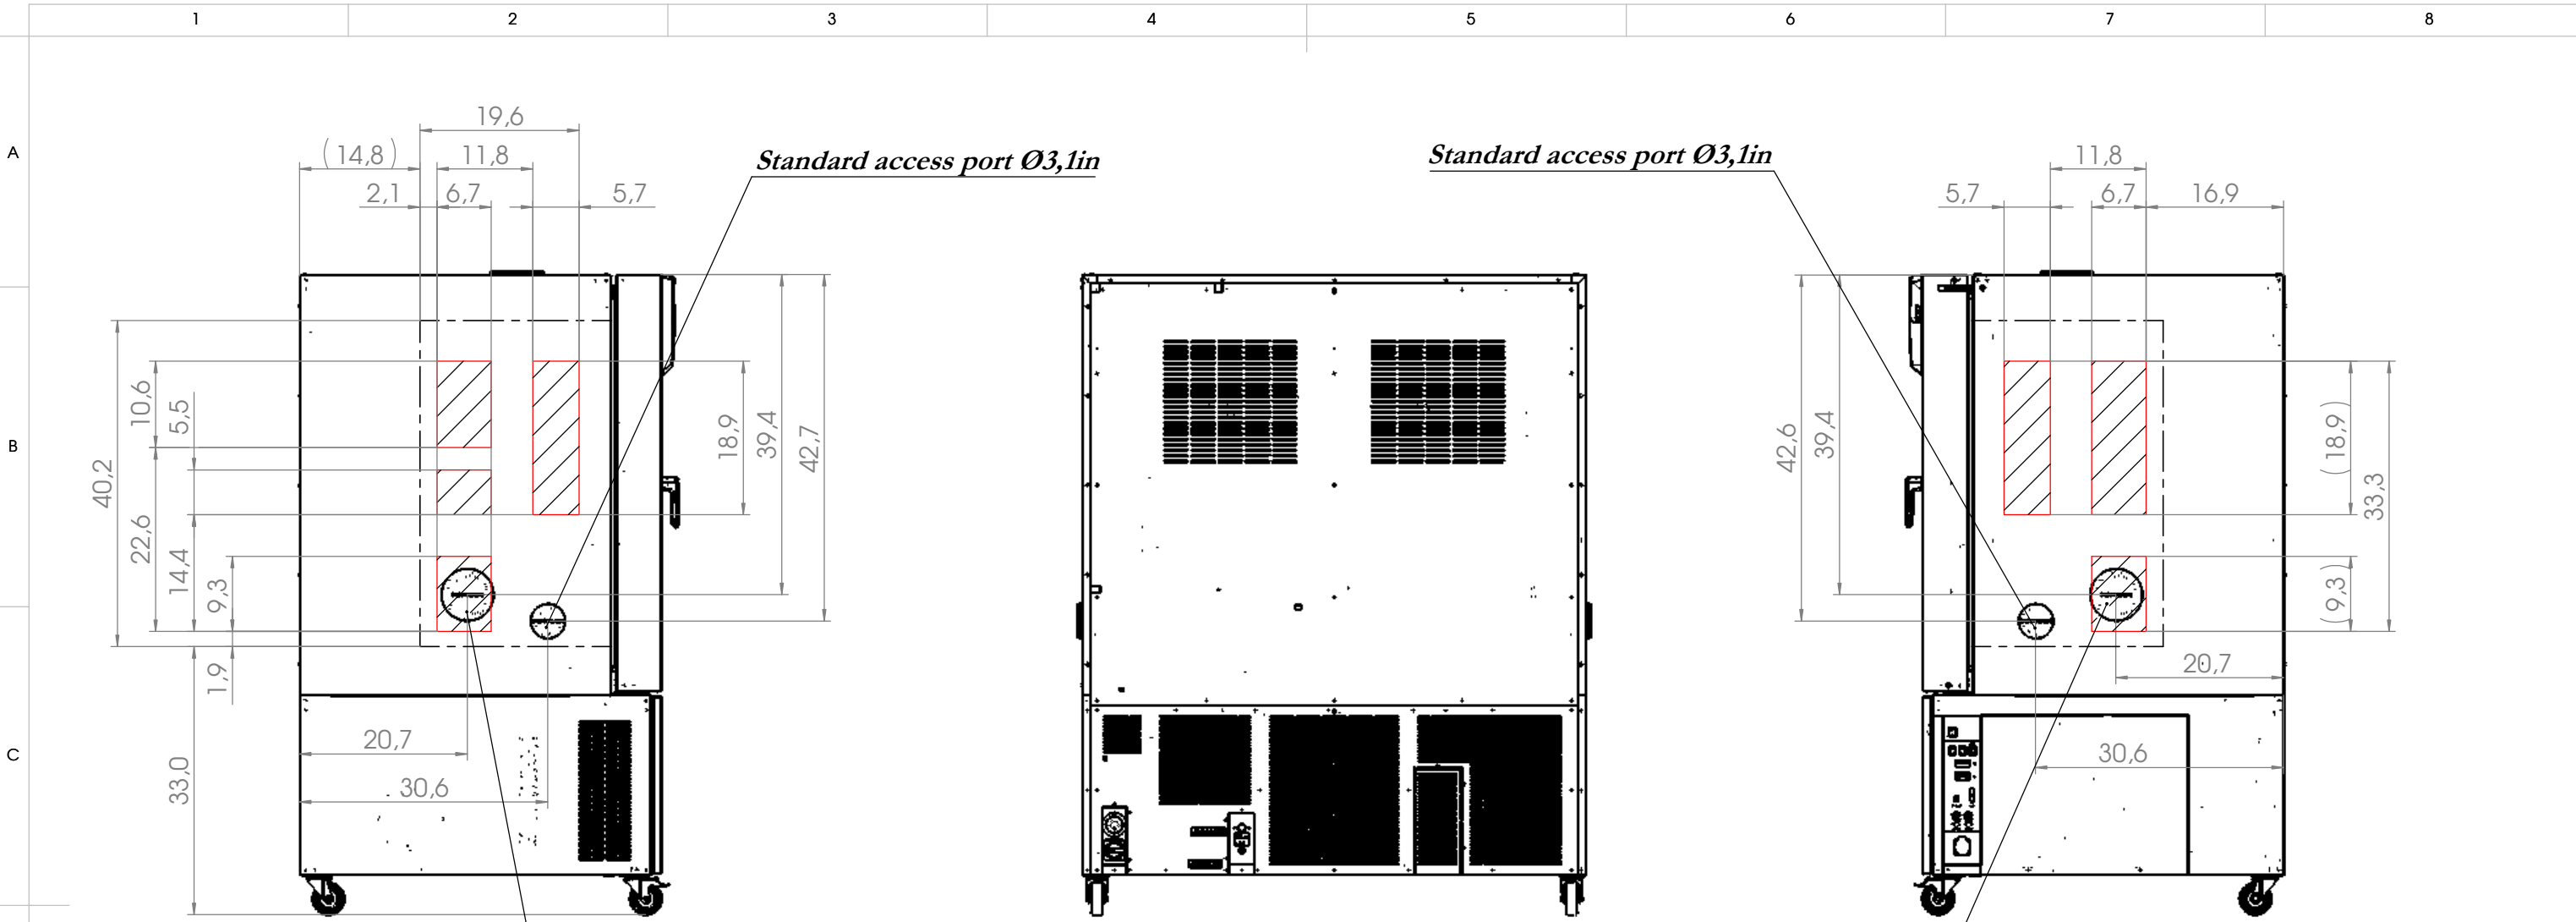 1 2 3 4 5 6 7 8
A
B
C
19,6
(14,8) 11,8
2,1 6,7 5,7
Standard access port Ø3,1in
40,2
10,6
5,5
22,6
14,4
9,3
1,9
33,0
18,9
39,4
42,7
20,7
30,6
Standard access port Ø3,1in
11,8
5,7 6,7 16,9
42,6
39,4
(18,9)
33,3
(9,3)
20,7
30,6